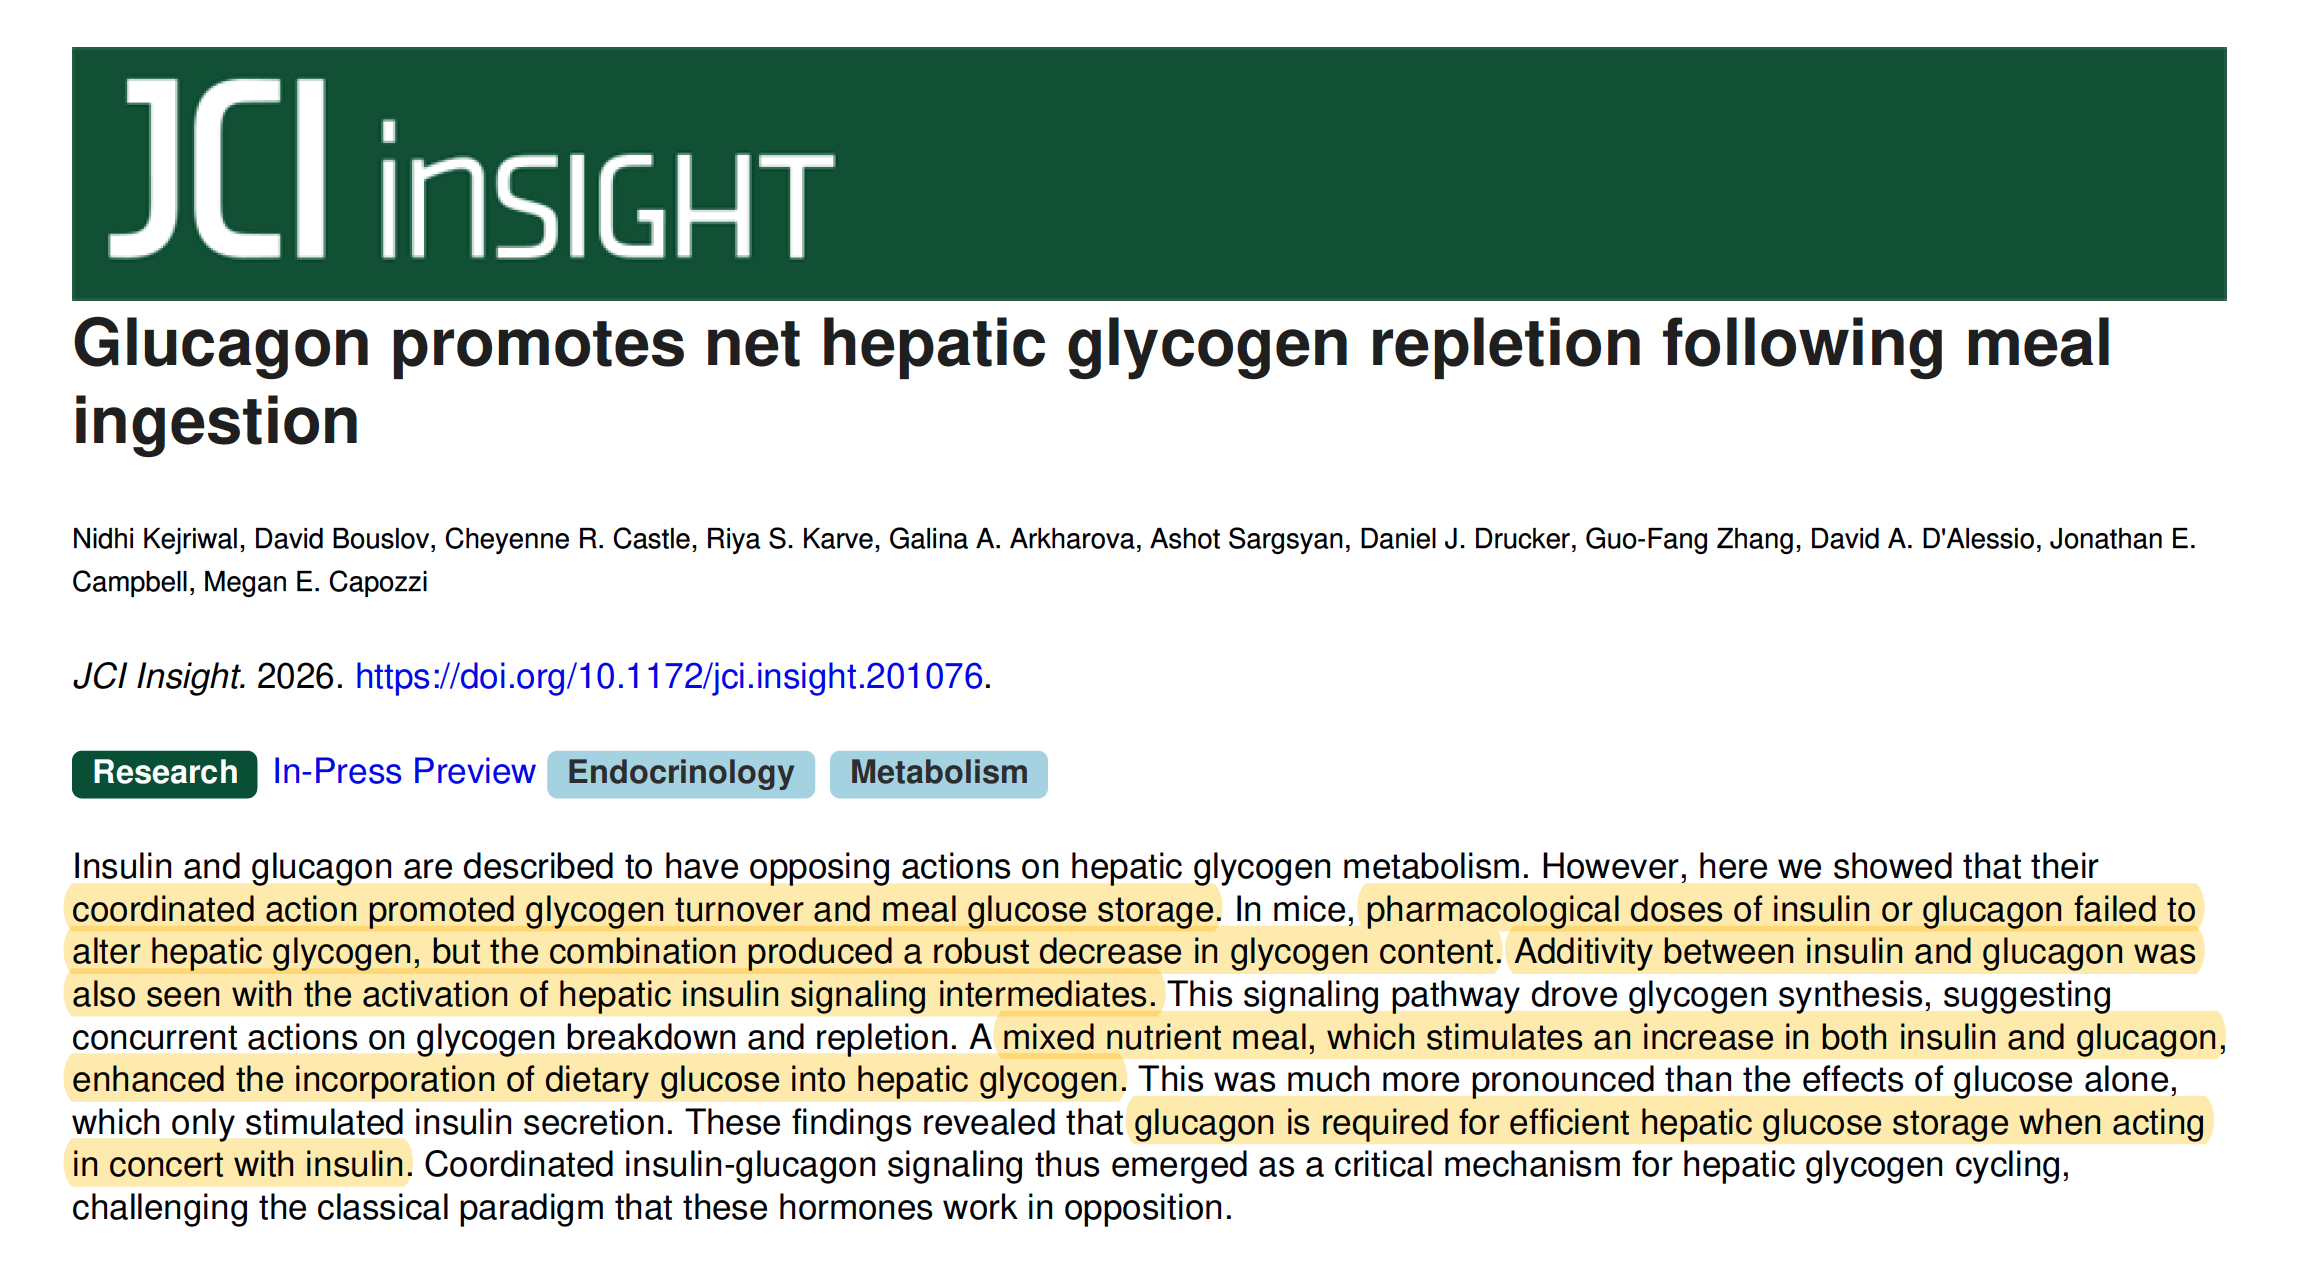 JCI inSIGHT
Glucagon promotes net hepatic glycogen repletion following meal
ingestion
Nidhi Kejriwal, David Bouslov, Cheyenne R. Castle, Riya S. Karve, Galina A. Arkharova, Ashot Sargsyan, Daniel J. Drucker, Guo-Fang Zhang, David A. D'Alessio, Jonathan E.
Campbell, Megan E. Capozzi
JCI Insight. 2026. https://doi.org/10.1172/jci.insight.201076.
Research In-Press Preview Endocrinology Metabolism
Insulin and glucagon are described to have opposing actions on hepatic glycogen metabolism. However, here we showed that their
coordinated action promoted glycogen turnover and meal glucose storage. In mice, pharmacological doses of insulin or glucagon failed to
alter hepatic glycogen, but the combination produced a robust decrease in glycogen content. Additivity between insulin and glucagon was
also seen with the activation of hepatic insulin signaling intermediates. This signaling pathway drove glycogen synthesis, suggesting
concurrent actions on glycogen breakdown and repletion. A mixed nutrient meal, which stimulates an increase in both insulin and glucagon,
enhanced the incorporation of dietary glucose into hepatic glycogen. This was much more pronounced than the effects of glucose alone,
which only stimulated insulin secretion. These findings revealed that glucagon is required for efficient hepatic glucose storage when acting
in concert with insulin. Coordinated insulin-glucagon signaling thus emerged as a critical mechanism for hepatic glycogen cycling,
challenging the classical paradigm that these hormones work in opposition.